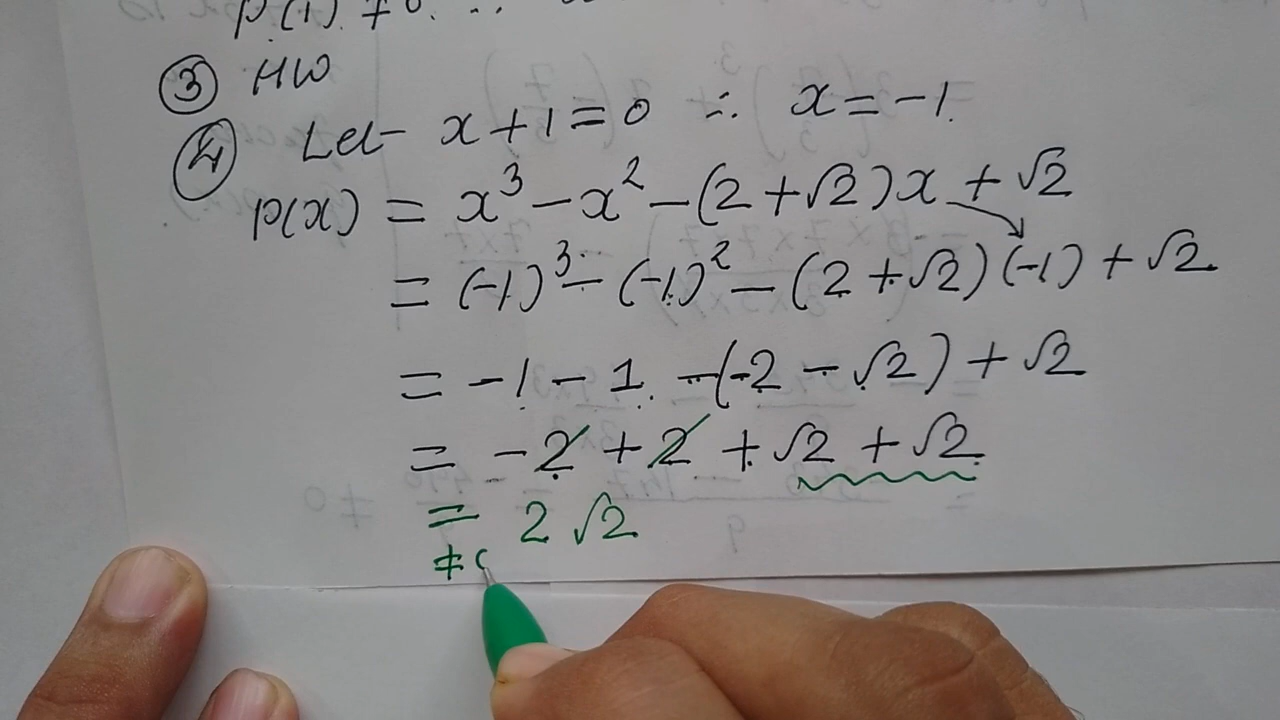 p(1) ≠ 0. ∴
③ HW
④ Let x+1=0 ∴ x=-1.
p(x) = x³-x²-(2+√2)x+√2
= (-1)³-(-1)²-(2+√2)(-1)+√2
= -1-1-(-2-√2)+√2
= -2+2+√2+√2
= 2√2
≠